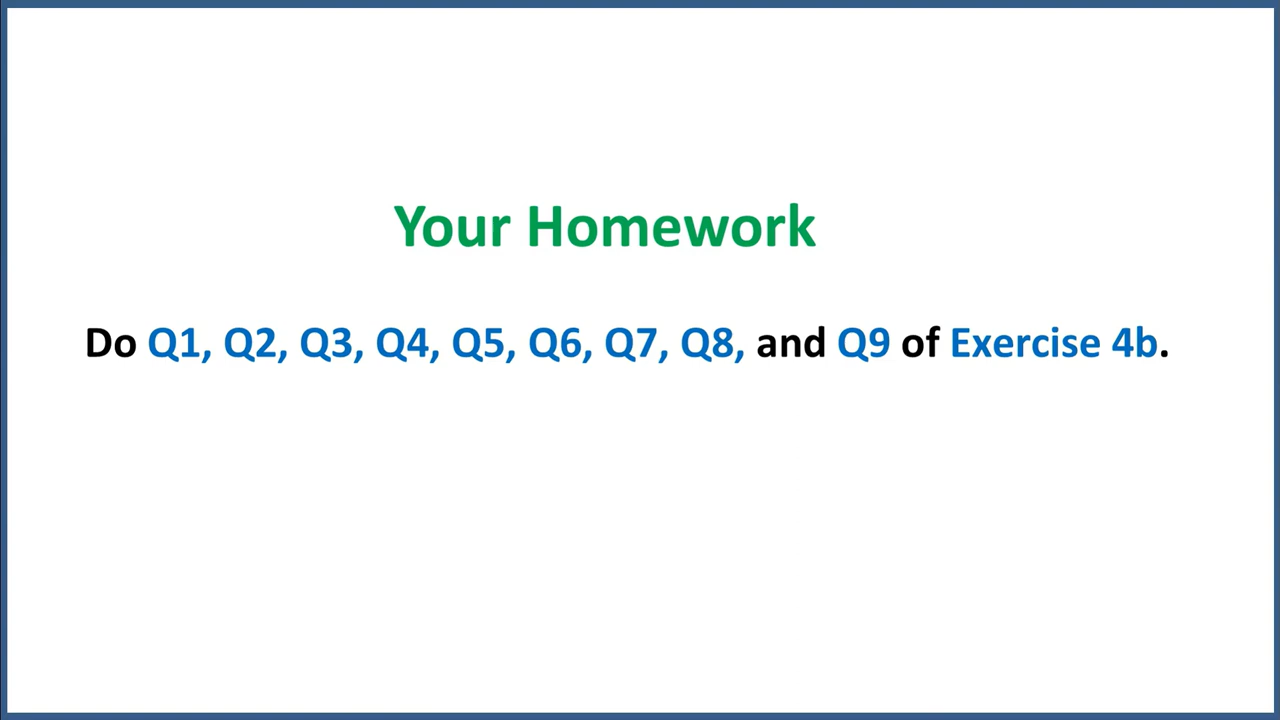 Your Homework
Do Q1, Q2, Q3, Q4, Q5, Q6, Q7, Q8, and Q9 of Exercise 4b.